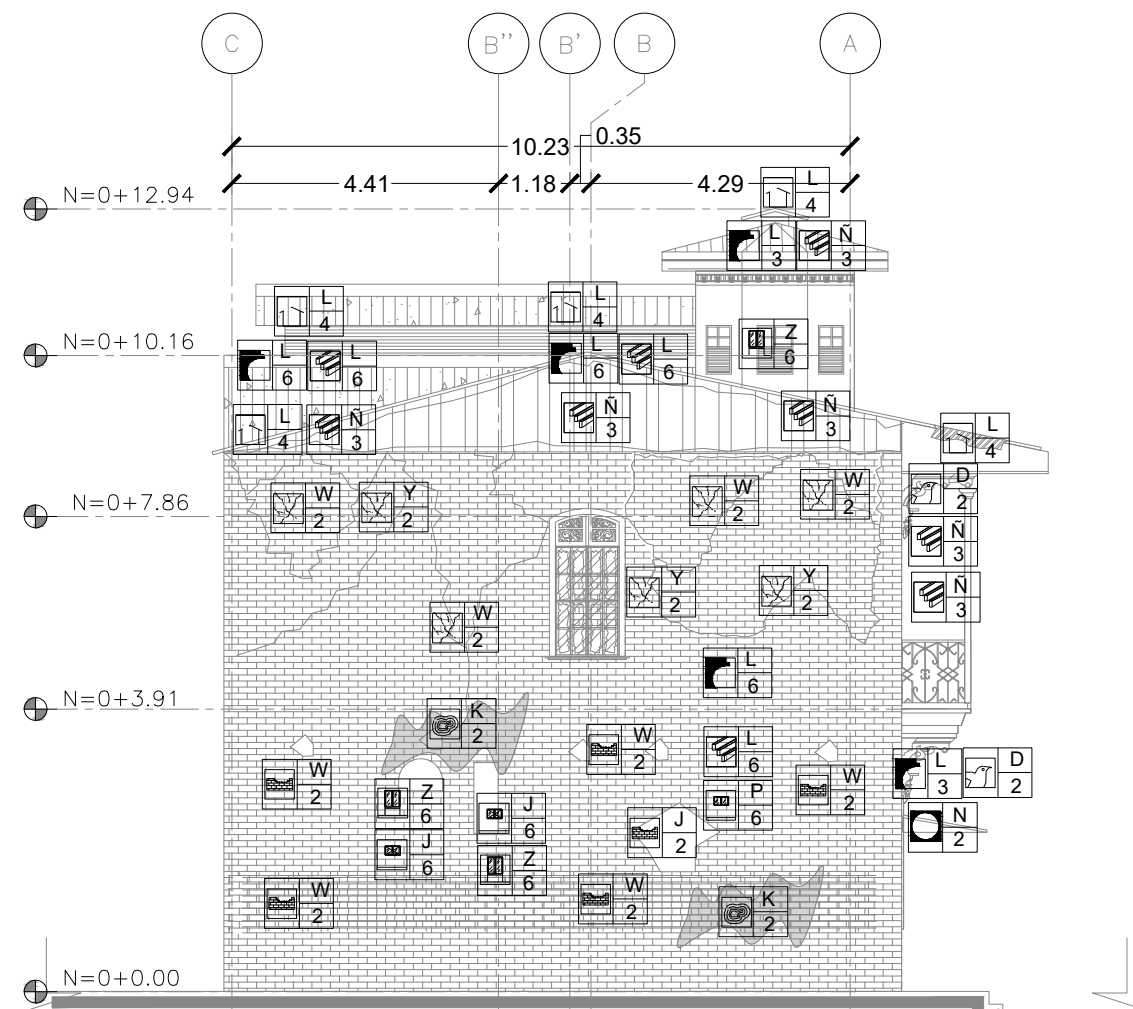 C B'' B' B A
0.35
10.23
4.41 1.18 4.29
N=0+12.94
L
4
L Ñ
3 3
L L
4 4
Z
6
N=0+10.16
L L L L
6 6 6 6
Ñ Ñ
3 3
L Ñ
4 3
L
4
D
2
W Y W W
2 2 2 2
N=0+7.86
Ñ
3
Y Y Ñ
2 2 3
W
2
L
6
N=0+3.91
K
2
W L
2 6
L D
3 2
W W
2 2
Z P
6 6
J J N
6 2 2
J Z
6 6
W W K
2 2 2
N=0+0.00